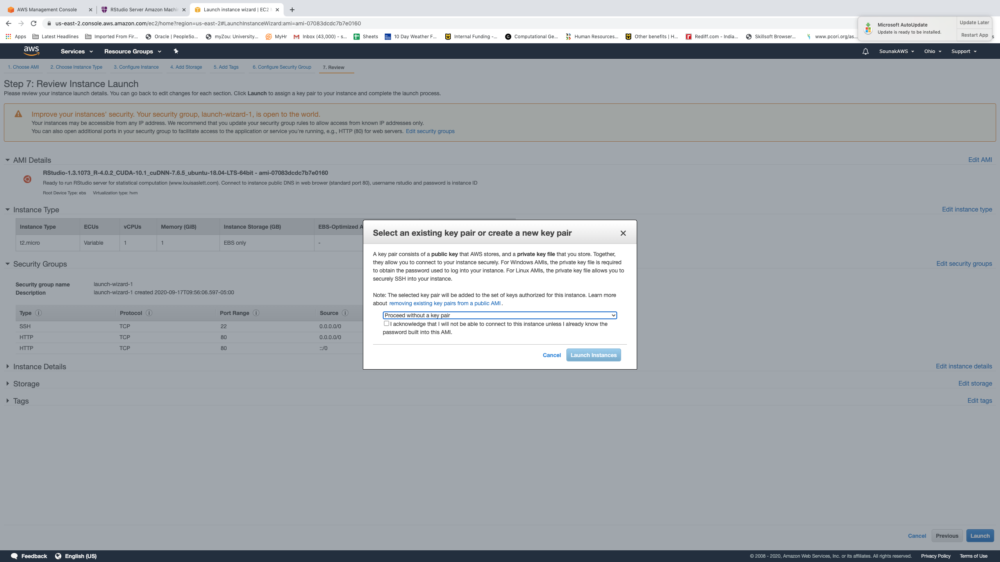 AWS Management Console
RStudio Server Amazon Machi
Launch instance wizard | EC2 M
us-east-2.console.aws.amazon.com/ec2/home?region=us-east-2#LaunchInstanceWizard:ami=ami-07083dcdc7b7e0160
Microsoft AutoUpdate
Update is ready to be installed.
Update Later
Restart App
Apps Latest Headlines Imported From Fir... Oracle | PeopleSo... myZou: University... MyHr Inbox (43,000) - s... Sheets 10 Day Weather F... Internal Funding -... Computational Ge... Human Resources... Other benefits | H... Rediff.com - India... Skillsoft Browser... www.pcori.org/as...
aws Services Resource Groups SounakAWS Ohio Support
1. Choose AMI 2. Choose Instance Type 3. Configure Instance 4. Add Storage 5. Add Tags 6. Configure Security Group 7. Review
Step 7: Review Instance Launch
Please review your instance launch details. You can go back to edit changes for each section. Click Launch to assign a key pair to your instance and complete the launch process.
Improve your instances' security. Your security group, launch-wizard-1, is open to the world.
Your instances may be accessible from any IP address. We recommend that you update your security group rules to allow access from known IP addresses only.
You can also open additional ports in your security group to facilitate access to the application or service you're running, e.g., HTTP (80) for web servers. Edit security groups
AMI Details Edit AMI
RStudio-1.3.1073_R-4.0.2_CUDA-10.1_cuDNN-7.6.5_ubuntu-18.04-LTS-64bit - ami-07083dcdc7b7e0160
Ready to run RStudio server for statistical computation (www.louisaslett.com). Connect to instance public DNS in web brower (standard port 80), username rstudio and password is instance ID
Root Device Type: ebs Virtualization type: hvm
Instance Type Edit instance type
Instance Type ECUs vCPUs Memory (GiB) Instance Storage (GB) EBS-Optimized A
t2.micro Variable 1 1 EBS only -
Security Groups Edit security groups
Security group name launch-wizard-1
Description launch-wizard-1 created 2020-09-17T09:56:06.597-05:00
Type Protocol Port Range Source
SSH TCP 22 0.0.0.0/0
HTTP TCP 80 0.0.0.0/0
HTTP TCP 80 ::/0
Instance Details Edit instance details
Storage Edit storage
Tags Edit tags
Select an existing key pair or create a new key pair
A key pair consists of a public key that AWS stores, and a private key file that you store. Together,
they allow you to connect to your instance securely. For Windows AMIs, the private key file is required
to obtain the password used to log into your instance. For Linux AMIs, the private key file allows you to
securely SSH into your instance.
Note: The selected key pair will be added to the set of keys authorized for this instance. Learn more
about removing existing key pairs from a public AMI .
Proceed without a key pair
I acknowledge that I will not be able to connect to this instance unless I already know the
password built into this AMI.
Cancel Launch Instances
Cancel Previous Launch
Feedback English (US) © 2008 - 2020, Amazon Web Services, Inc. or its affiliates. All rights reserved. Privacy Policy Terms of Use